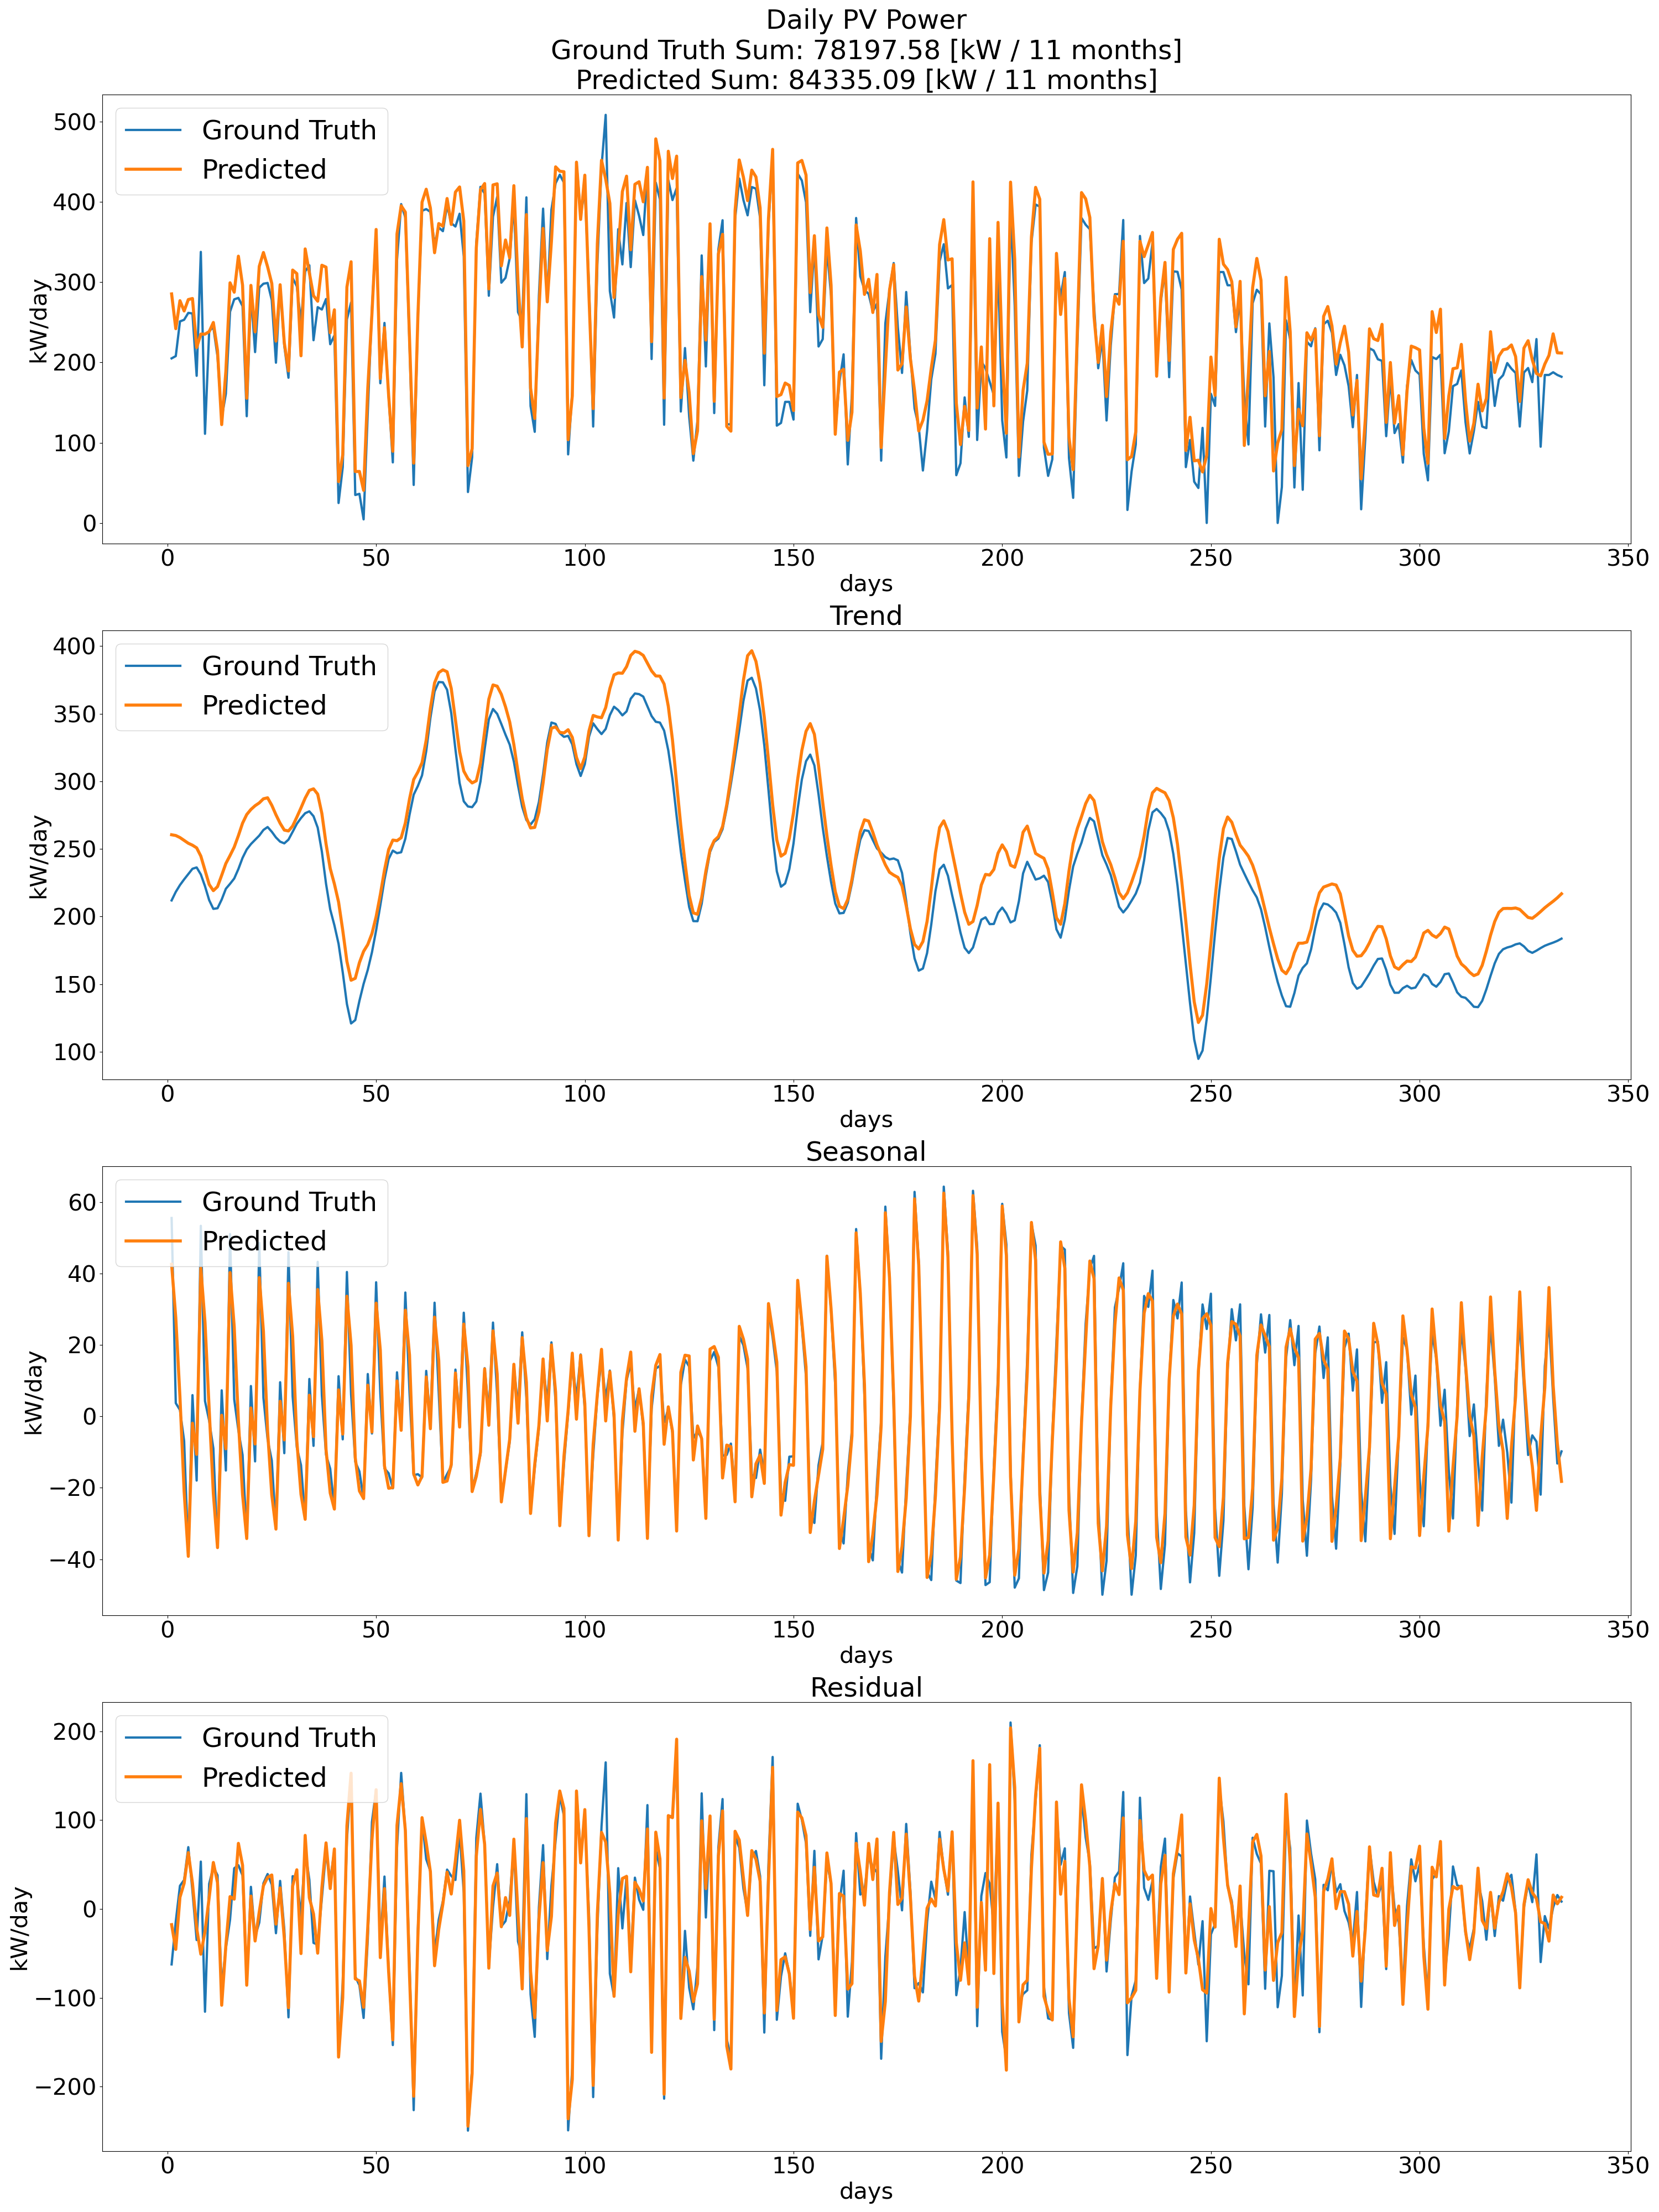 Daily PV Power
Ground Truth Sum: 78197.58 [kW / 11 months]
Predicted Sum: 84335.09 [kW / 11 months]
Ground Truth
Predicted
500
400
300
200
100
0
kW/day
0 50 100 150 200 250 300 350
days
Trend
Ground Truth
Predicted
400
350
300
250
200
150
100
kW/day
0 50 100 150 200 250 300 350
days
Seasonal
Ground Truth
Predicted
60
40
20
0
−20
−40
kW/day
0 50 100 150 200 250 300 350
days
Residual
Ground Truth
Predicted
200
100
0
−100
−200
kW/day
0 50 100 150 200 250 300 350
days